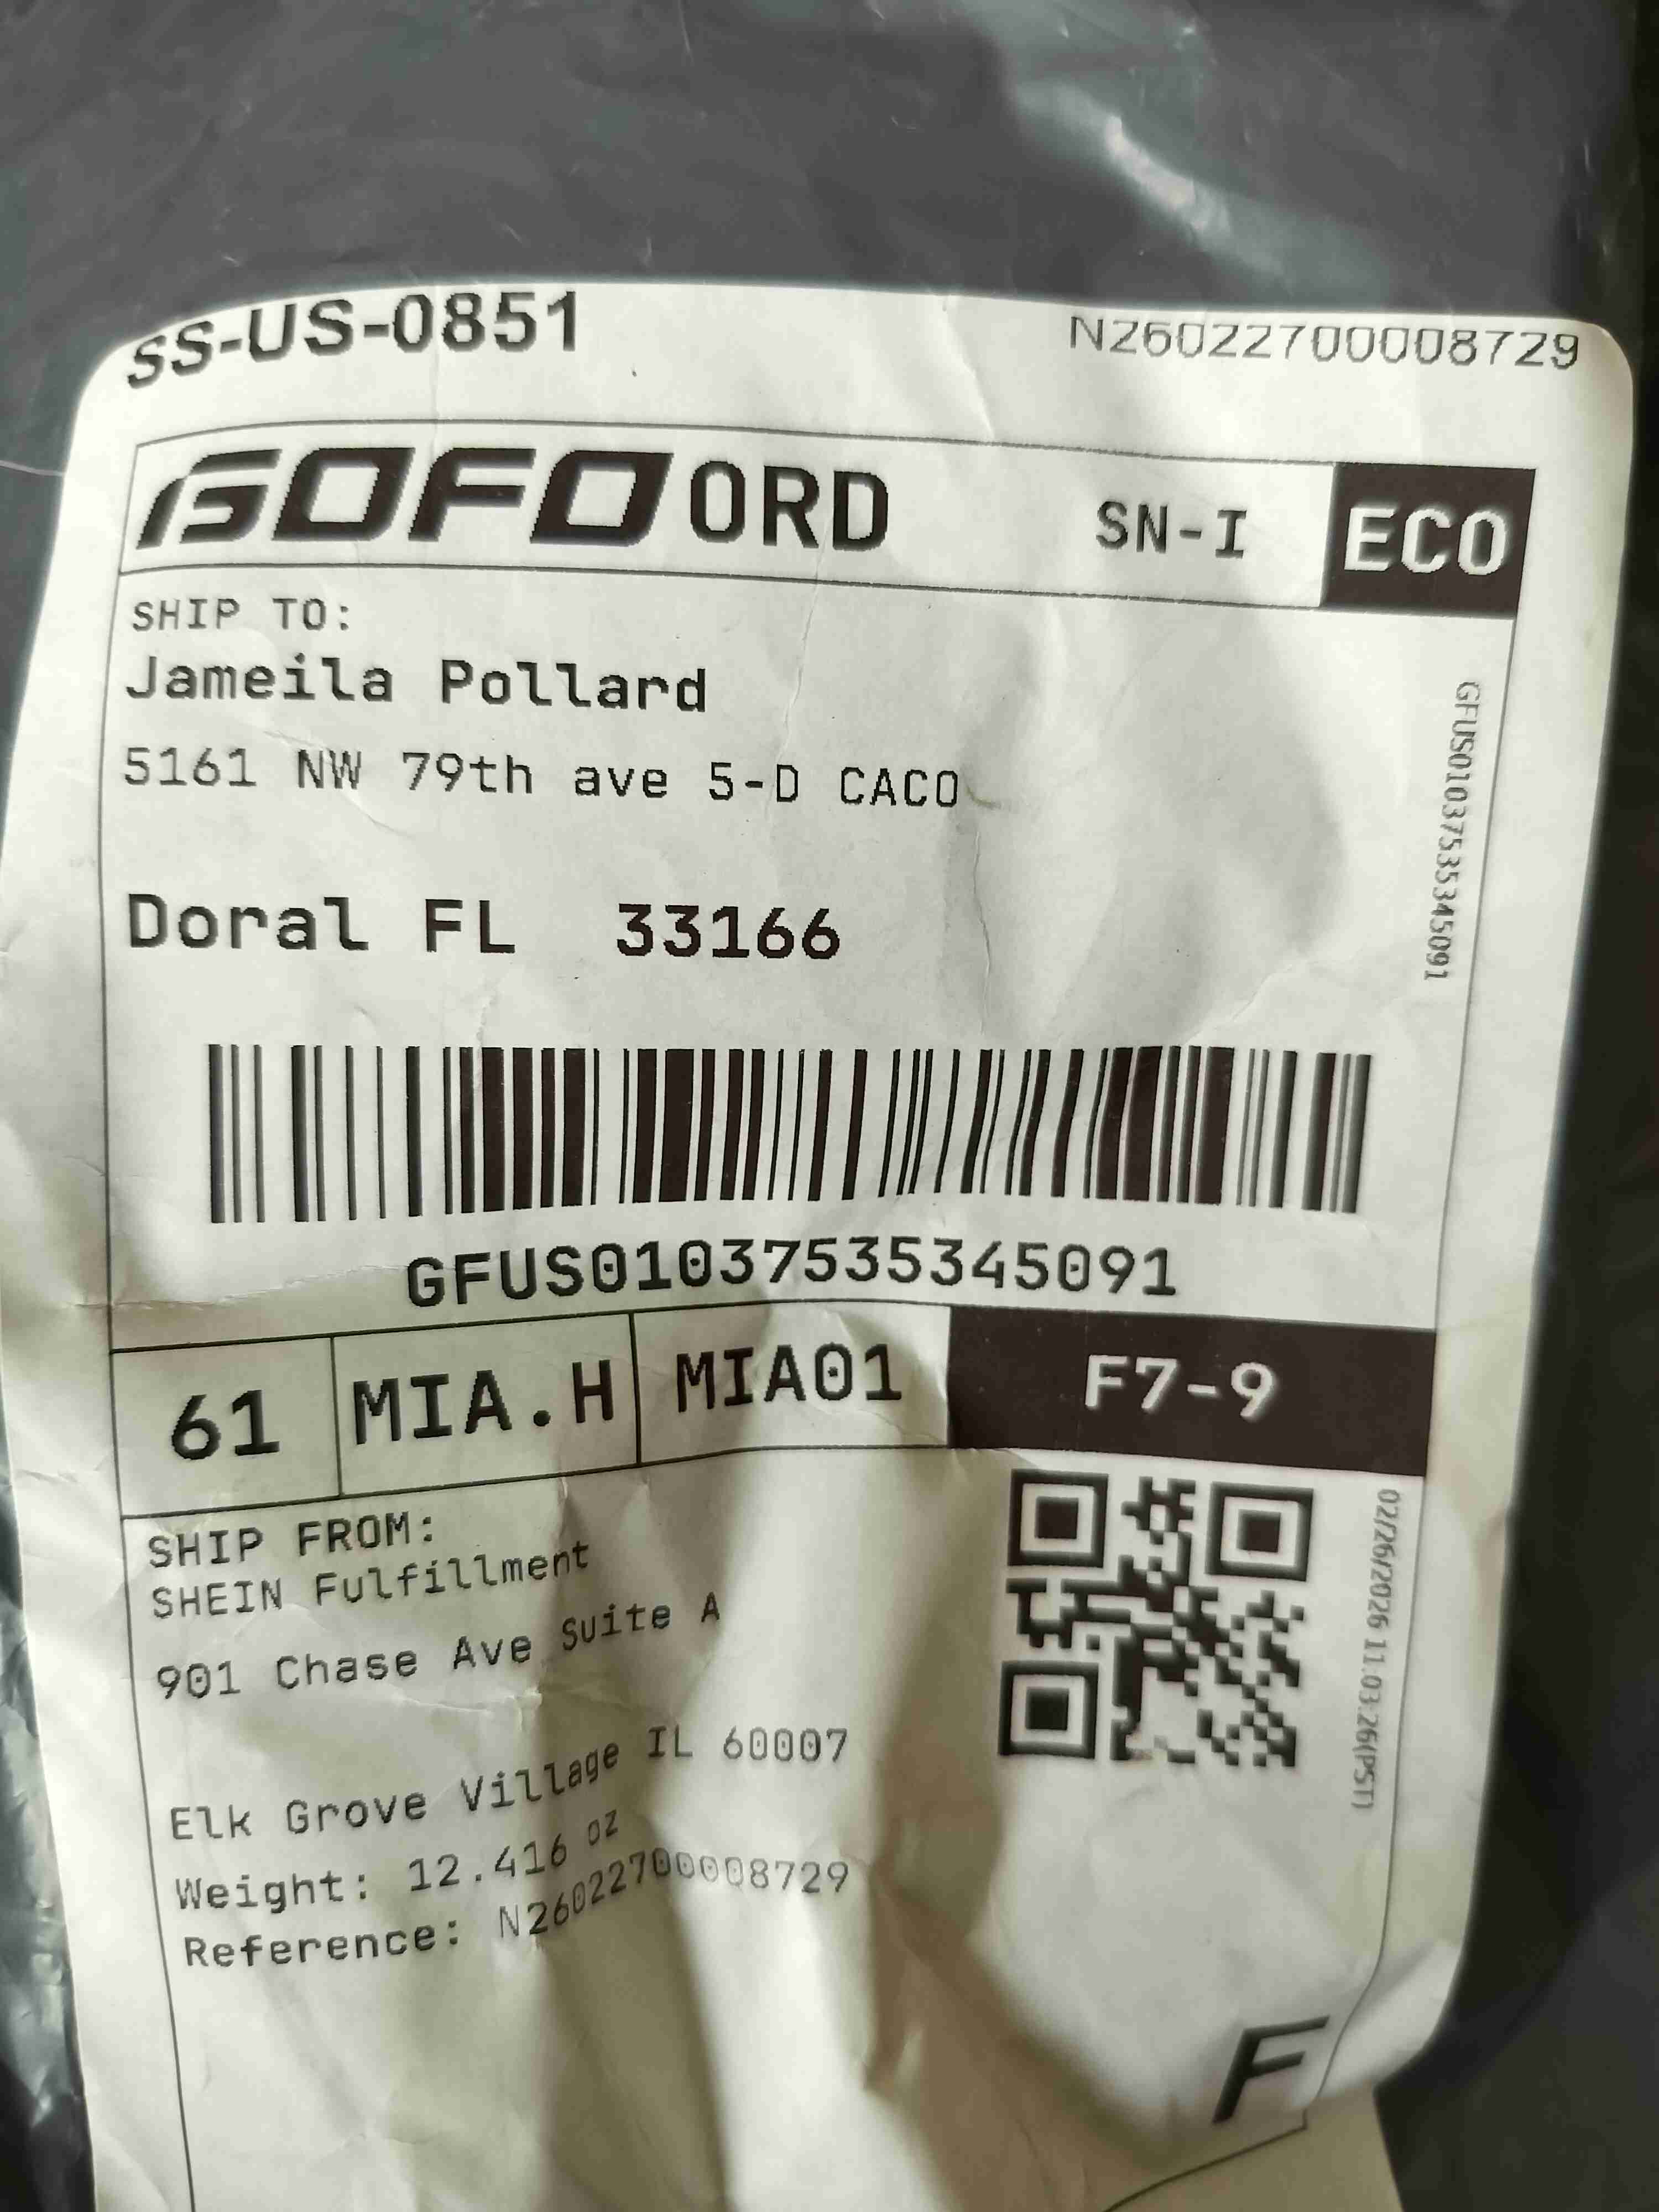 SS-US-0851
N26022700008729
GOFO ORD SN-I ECO
SHIP TO:
Jameila Pollard
5161 NW 79th ave 5-D CACO
Doral FL 33166
GFUS01037535345091
GFUS01037535345091
61 MIA.H MIA01 F7-9
SHIP FROM:
SHEIN Fulfillment
901 Chase Ave Suite A
Elk Grove Village IL 60007
Weight: 12.416 oz
Reference: N26022700008729
02/26/2026 11:03:26(PST)
F